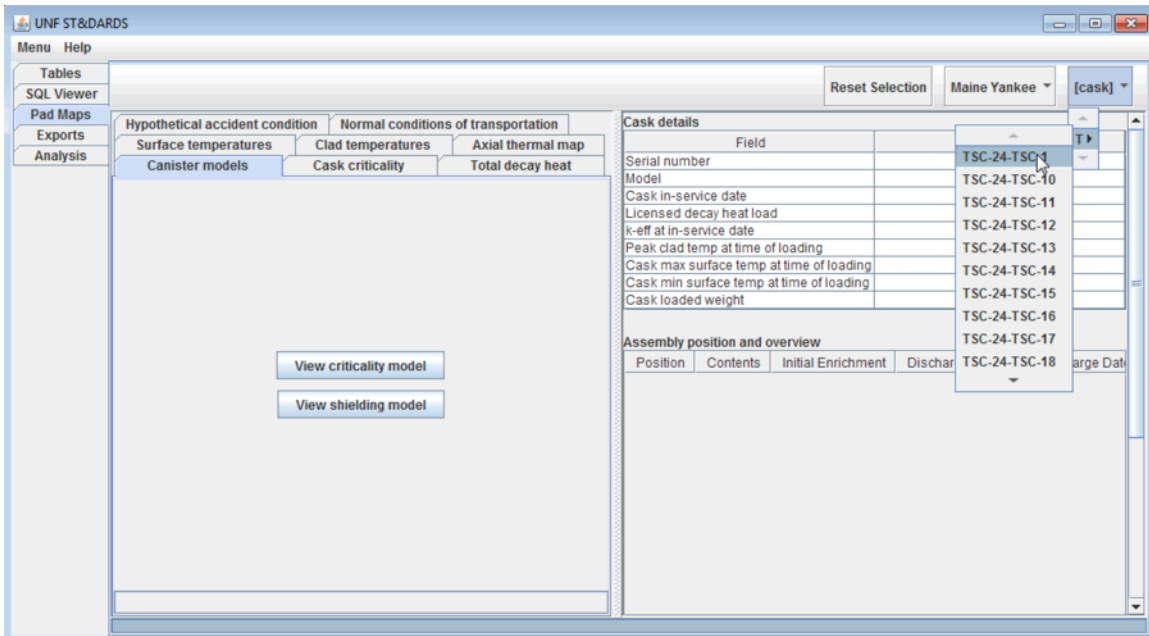 UNF ST&DARDS
Menu Help
Tables
SQL Viewer
Pad Maps
Exports
Analysis
Reset Selection
Maine Yankee
[cask]
Hypothetical accident condition
Normal conditions of transportation
Surface temperatures
Clad temperatures
Axial thermal map
Canister models
Cask criticality
Total decay heat
View criticality model
View shielding model
Cask details
Field
Serial number
Model
Cask in-service date
Licensed decay heat load
k-eff at in-service date
Peak clad temp at time of loading
Cask max surface temp at time of loading
Cask min surface temp at time of loading
Cask loaded weight
T
TSC-24-TSC-1
TSC-24-TSC-10
TSC-24-TSC-11
TSC-24-TSC-12
TSC-24-TSC-13
TSC-24-TSC-14
TSC-24-TSC-15
TSC-24-TSC-16
TSC-24-TSC-17
TSC-24-TSC-18
Assembly position and overview
Position Contents Initial Enrichment Dischar arge Dat